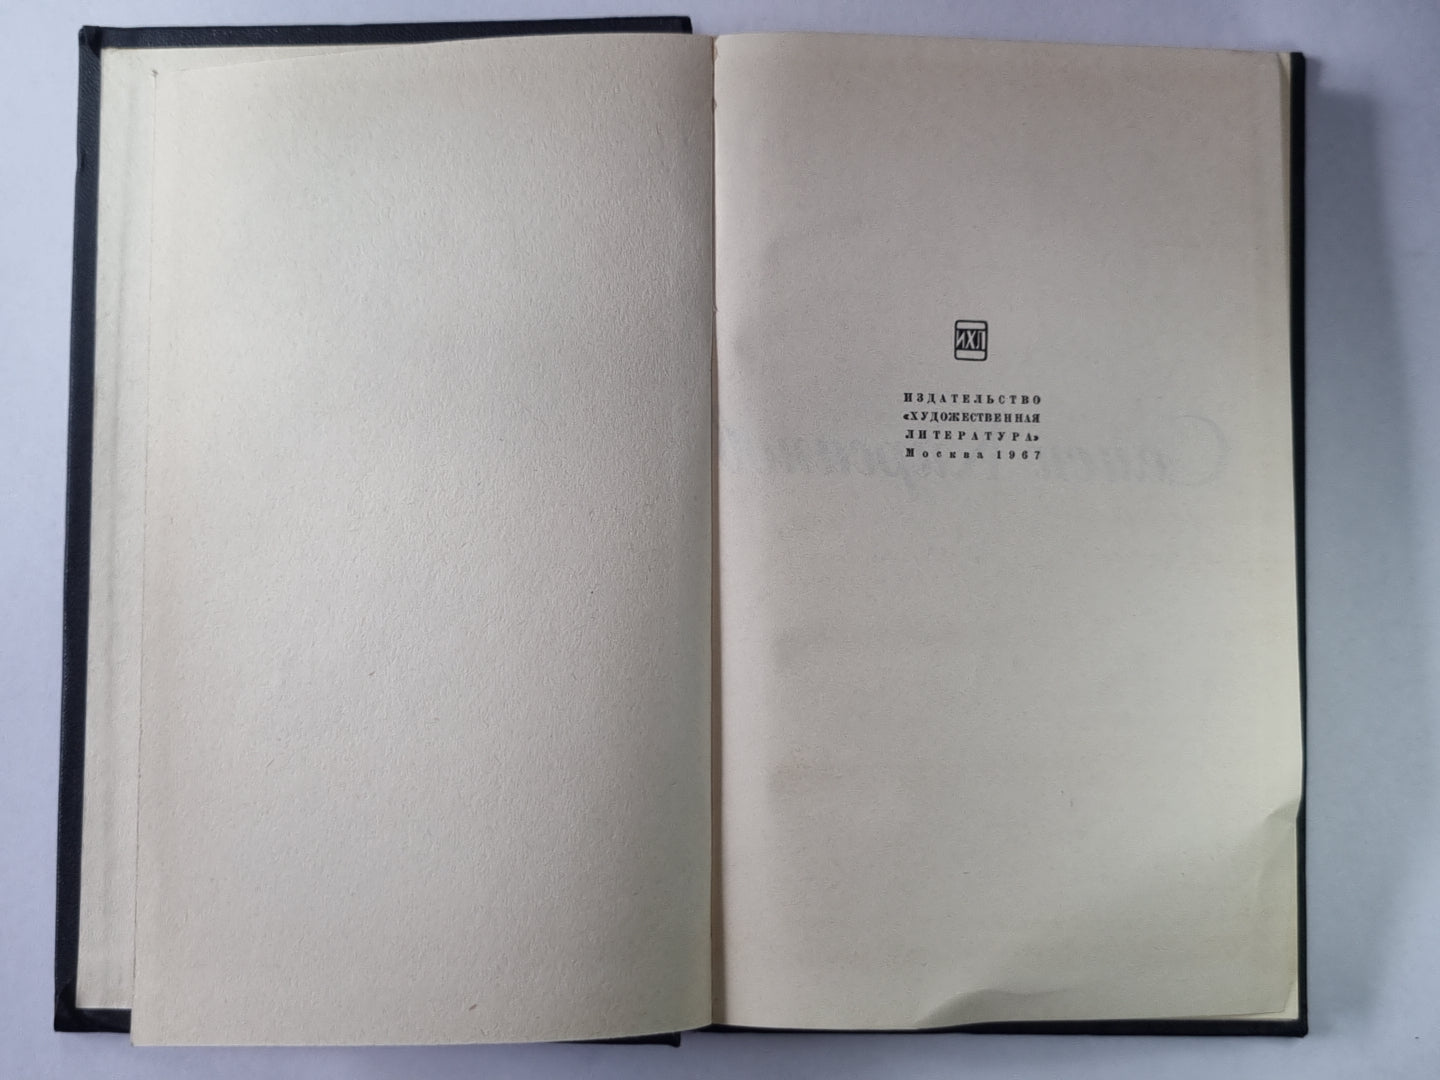 ИХЛ
ИЗДАТЕЛЬСТВО
«ХУДОЖЕСТВЕННАЯ
ЛИТЕРАТУРА»
Москва 1967